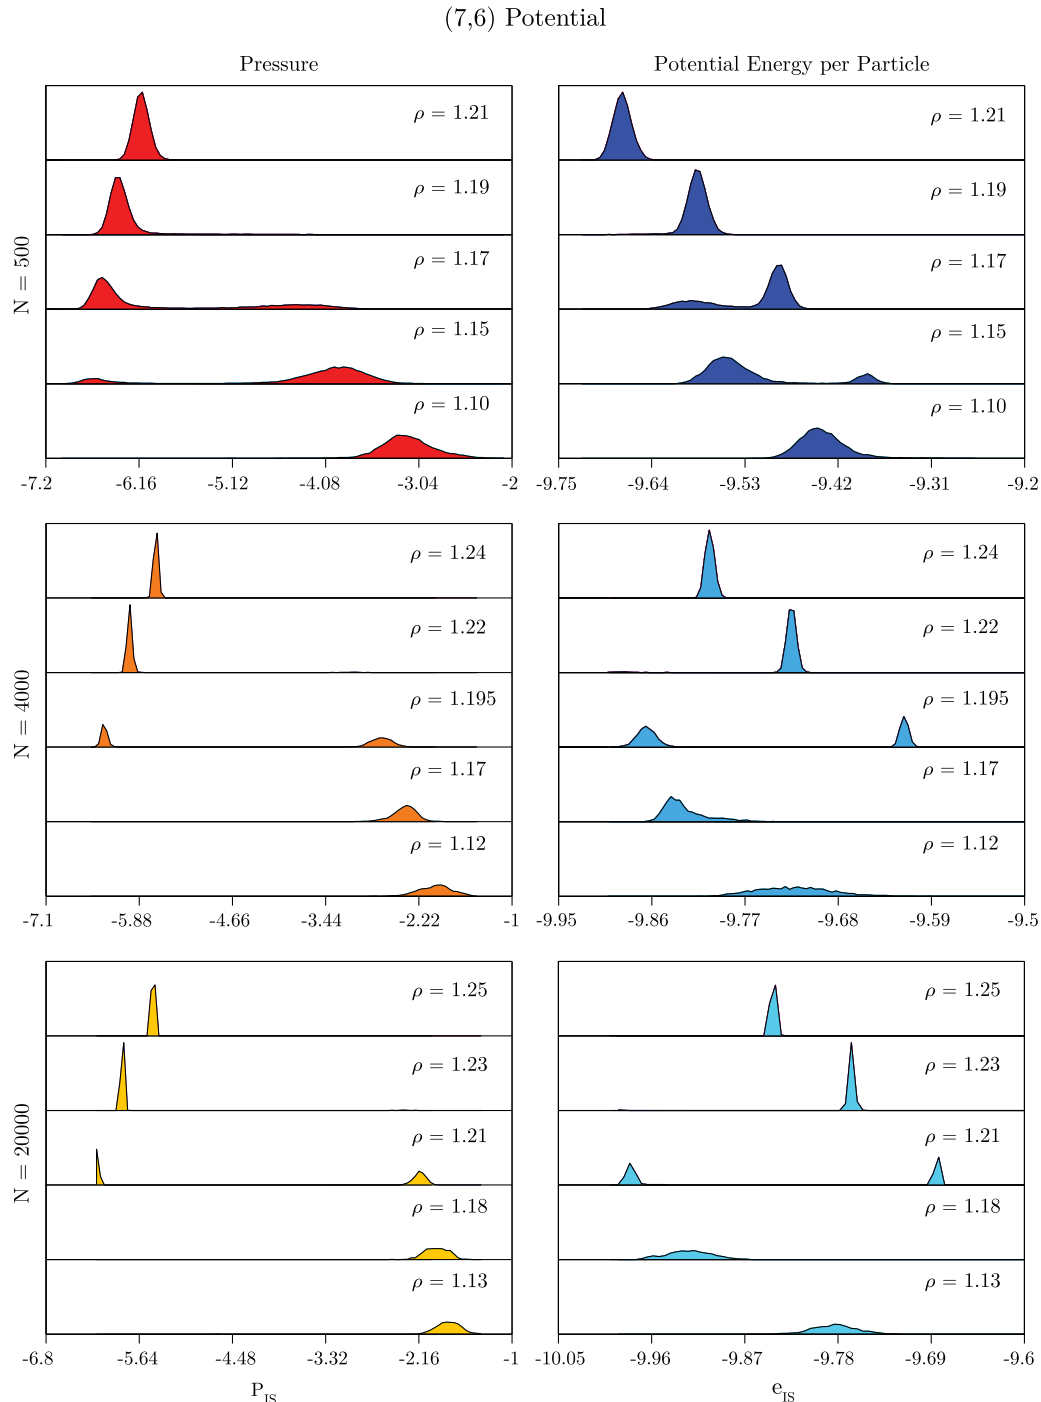 (7,6) Potential
Pressure
Potential Energy per Particle
N = 500
ρ = 1.21
ρ = 1.19
ρ = 1.17
ρ = 1.15
ρ = 1.10
-7.2 -6.16 -5.12 -4.08 -3.04 -2
ρ = 1.21
ρ = 1.19
ρ = 1.17
ρ = 1.15
ρ = 1.10
-9.75 -9.64 -9.53 -9.42 -9.31 -9.2
N = 4000
ρ = 1.24
ρ = 1.22
ρ = 1.195
ρ = 1.17
ρ = 1.12
-7.1 -5.88 -4.66 -3.44 -2.22 -1
ρ = 1.24
ρ = 1.22
ρ = 1.195
ρ = 1.17
ρ = 1.12
-9.95 -9.86 -9.77 -9.68 -9.59 -9.5
N = 20000
ρ = 1.25
ρ = 1.23
ρ = 1.21
ρ = 1.18
ρ = 1.13
-6.8 -5.64 -4.48 -3.32 -2.16 -1
P_IS
ρ = 1.25
ρ = 1.23
ρ = 1.21
ρ = 1.18
ρ = 1.13
-10.05 -9.96 -9.87 -9.78 -9.69 -9.6
e_IS